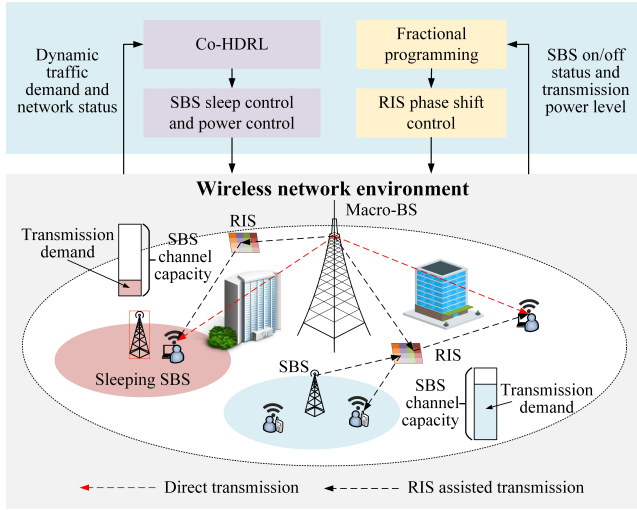 Dynamic
traffic
demand and
network status
Co-HDRL
SBS sleep control
and power control
Fractional
programming
RIS phase shift
control
SBS on/off
status and
transmission
power level
Wireless network environment
Macro-BS
RIS
Transmission
demand
SBS
channel
capacity
Sleeping SBS
SBS
RIS
SBS
channel
capacity
Transmission
demand
Direct transmission
RIS assisted transmission